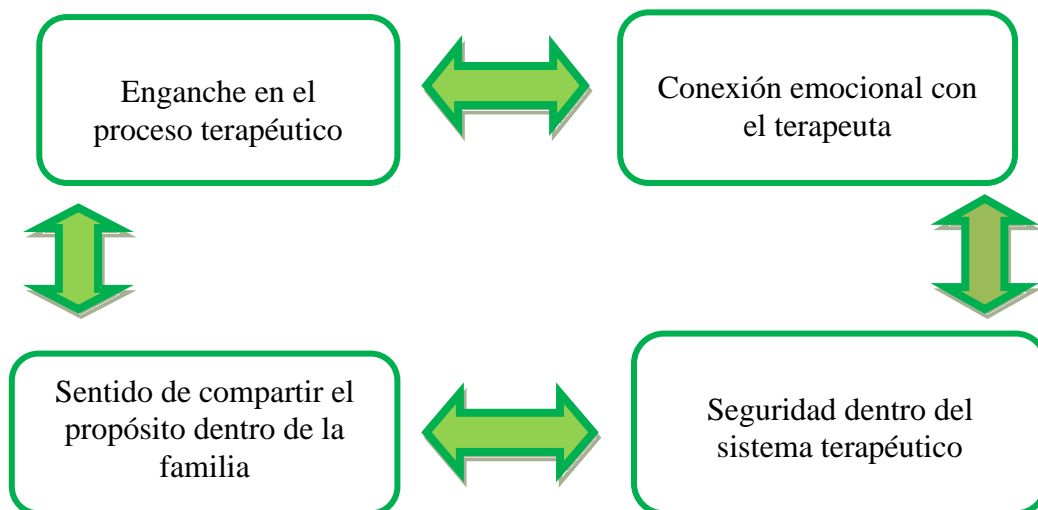 Enganche en el
proceso terapéutico
Conexión emocional con
el terapeuta
Sentido de compartir el
propósito dentro de la
familia
Seguridad dentro del
sistema terapéutico